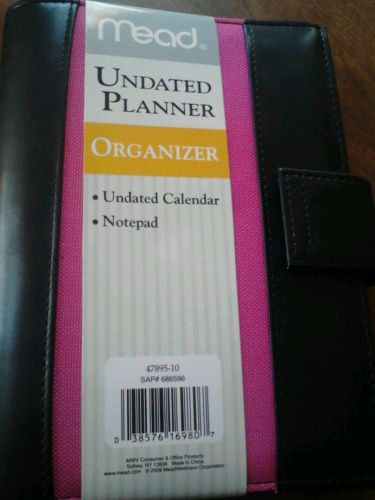 mead®
UNDATED
PLANNER
ORGANIZER
• Undated Calendar
• Notepad
47895-10
SAP# 686596
0 38576 16980 7
MWV Consumer & Office Products
Sidney, NY 13838 Made in China
www.mead.com © 2009 MeadWestvaco Corporation